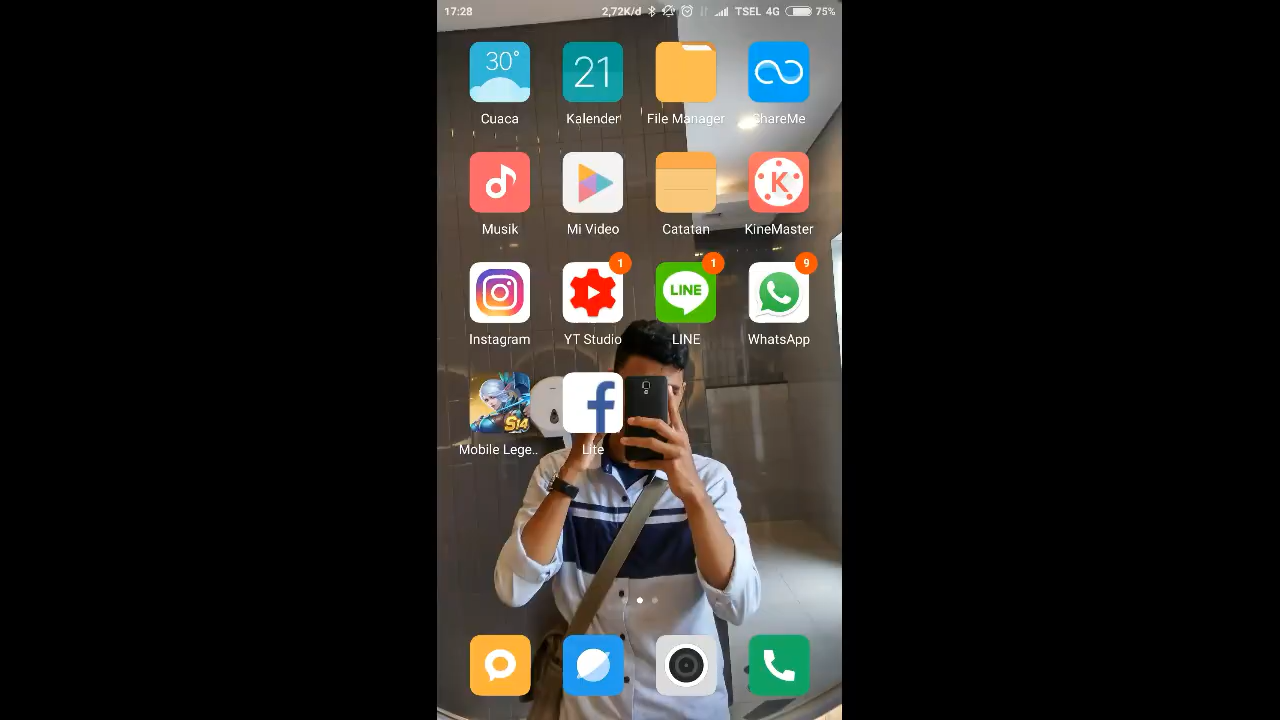 17:28 2,72K/d TSEL 4G 75%
30°
21
Cuaca Kalender File Manager ShareMe
K
Musik Mi Video Catatan KineMaster
1 1 9
LINE
Instagram YT Studio LINE WhatsApp
S14
f
Mobile Lege.. Lite